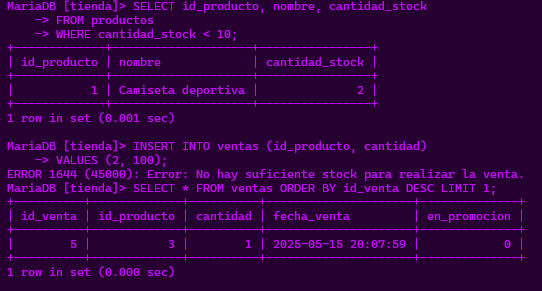 MariaDB [tienda]> SELECT id_producto, nombre, cantidad_stock
    -> FROM productos
    -> WHERE cantidad_stock < 10;
+-------------+--------------------+----------------+
| id_producto | nombre             | cantidad_stock |
+-------------+--------------------+----------------+
|           1 | Camiseta deportiva |              2 |
+-------------+--------------------+----------------+
1 row in set (0.001 sec)

MariaDB [tienda]> INSERT INTO ventas (id_producto, cantidad)
    -> VALUES (2, 100);
ERROR 1644 (45000): Error: No hay suficiente stock para realizar la venta.
MariaDB [tienda]> SELECT * FROM ventas ORDER BY id_venta DESC LIMIT 1;
+----------+-------------+----------+---------------------+--------------+
| id_venta | id_producto | cantidad | fecha_venta         | en_promocion |
+----------+-------------+----------+---------------------+--------------+
|        5 |           3 |        1 | 2025-05-15 20:07:59 |            0 |
+----------+-------------+----------+---------------------+--------------+
1 row in set (0.000 sec)